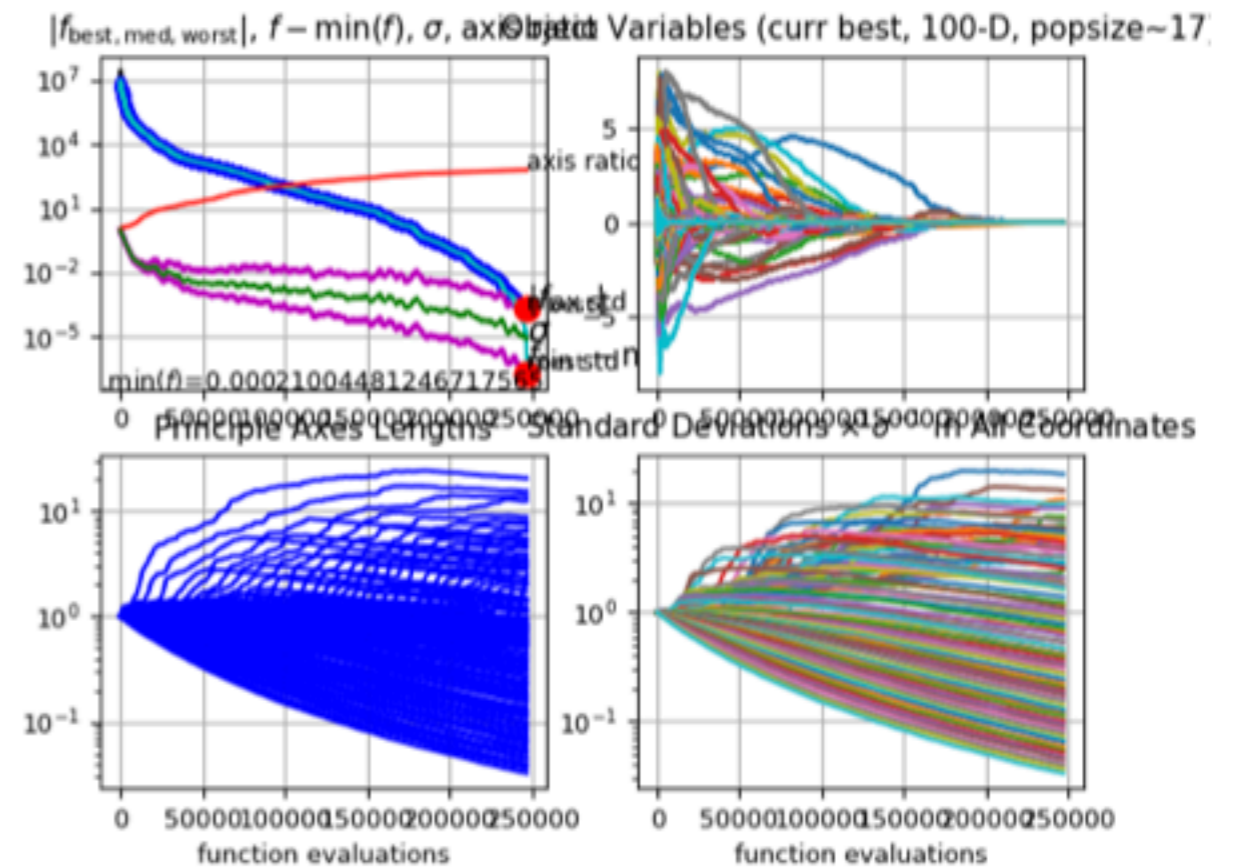 |f_best, med, worst|, f − min(f), σ, axis ratio
Object Variables (curr best, 100-D, popsize~17)
10^7
10^4
10^1
10^−2
10^−5
axis ratio
max std
σ
min std
min(f)=0.000210044812467175
0 50000 100000 150000 200000 250000
5
0
−5
0 50000 100000 150000 200000 250000
Principle Axes Lengths
10^1
10^0
10^−1
0 50000 100000 150000 200000 250000
function evaluations
Standard Deviations × σ^−1 in All Coordinates
10^1
10^0
10^−1
0 50000 100000 150000 200000 250000
function evaluations